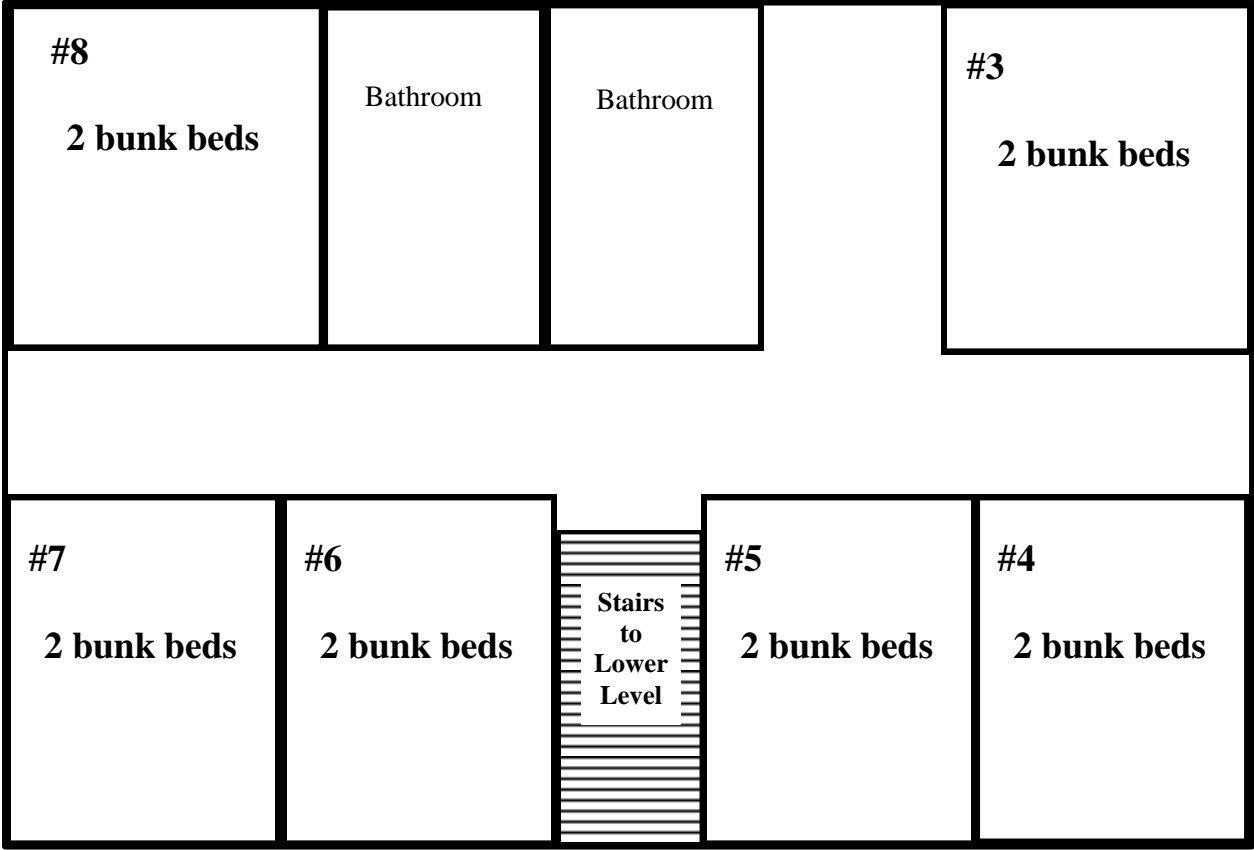 #8
2 bunk beds
Bathroom
Bathroom
#3
2 bunk beds
#7
2 bunk beds
#6
2 bunk beds
Stairs
to
Lower
Level
#5
2 bunk beds
#4
2 bunk beds